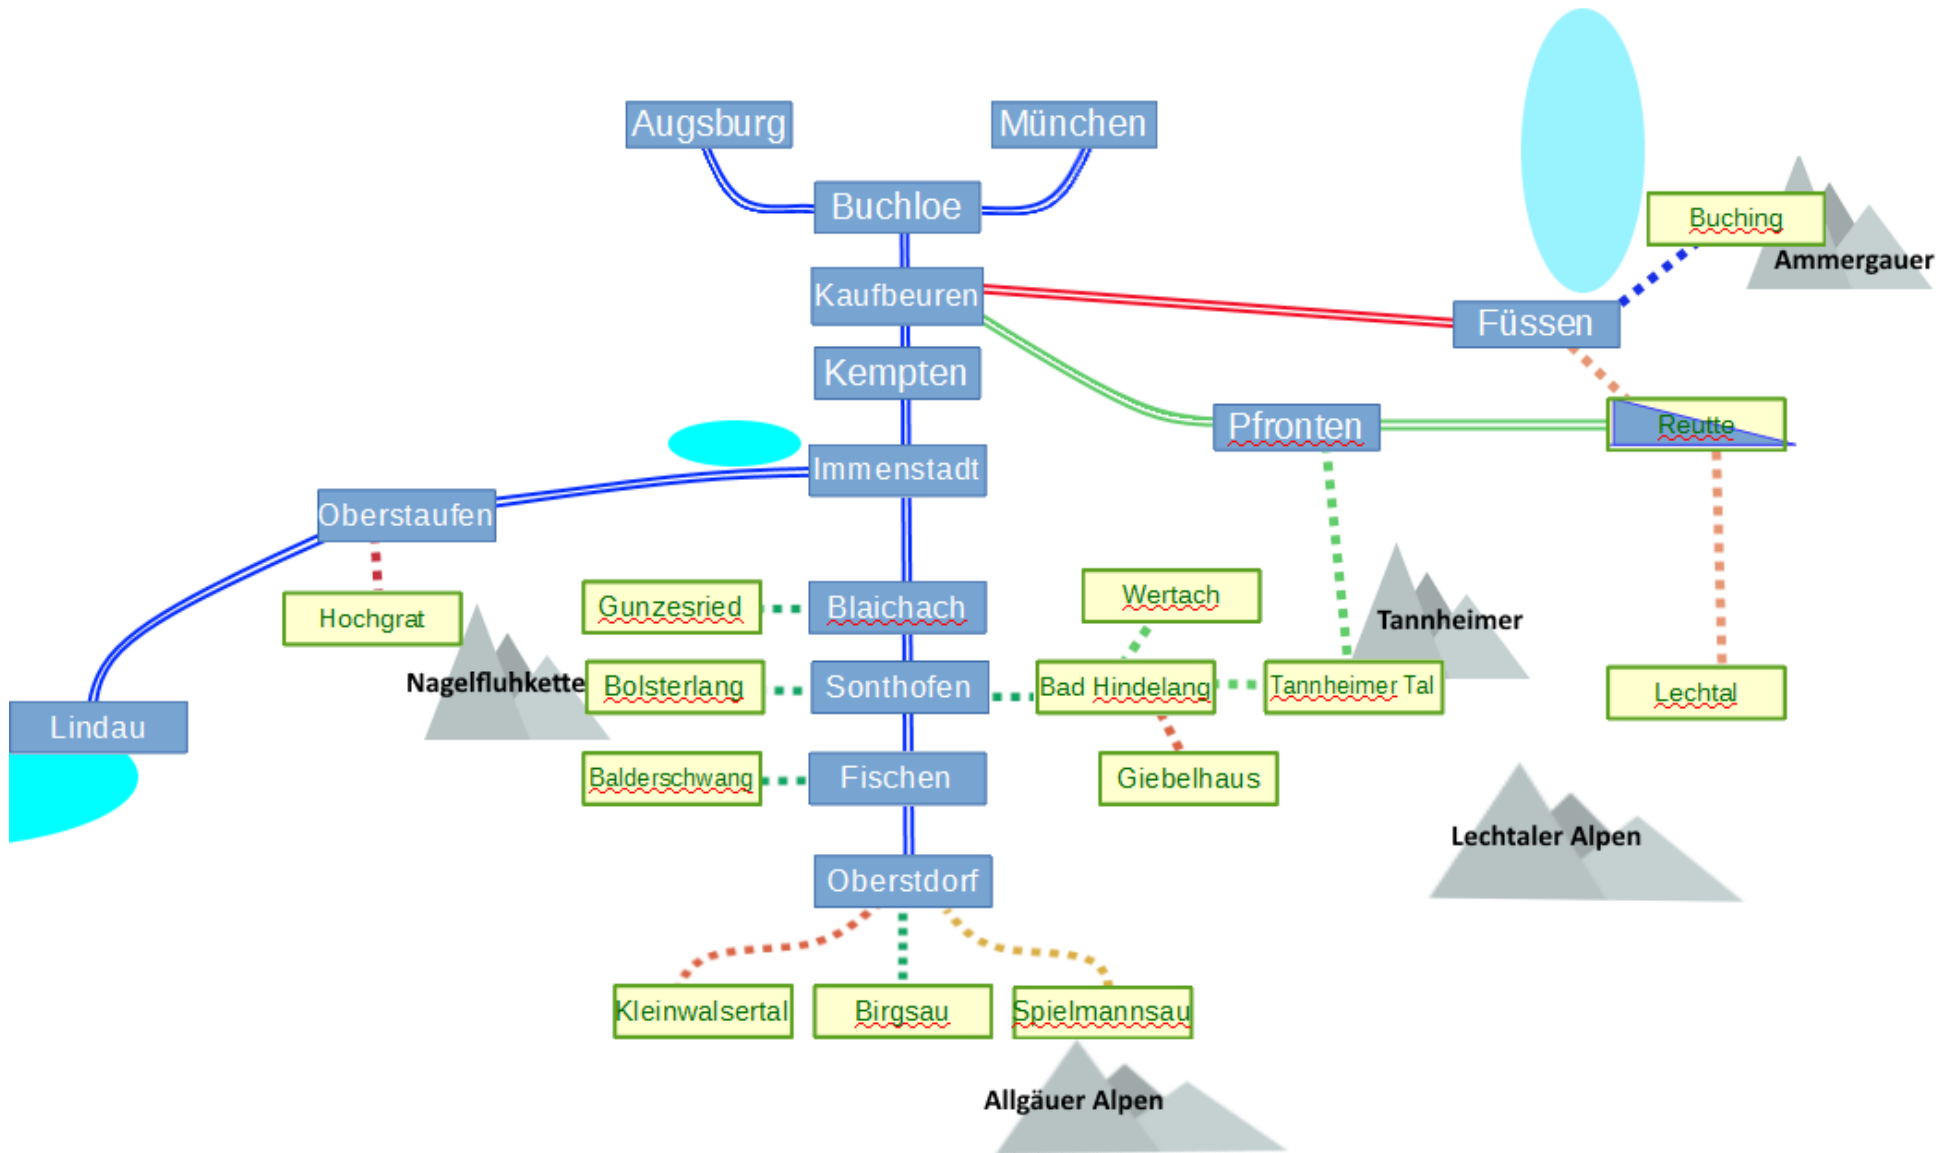 Augsburg
München
Buchloe
Buching
Ammergauer
Kaufbeuren
Füssen
Kempten
Pfronten
Reutte
Immenstadt
Oberstaufen
Wertach
Gunzesried
Blaichach
Hochgrat
Tannheimer
Nagelfluhkette
Bolsterlang
Sonthofen
Bad Hindelang
Tannheimer Tal
Lechtal
Lindau
Balderschwang
Fischen
Giebelhaus
Lechtaler Alpen
Oberstdorf
Kleinwalsertal
Birgsau
Spielmannsau
Allgäuer Alpen